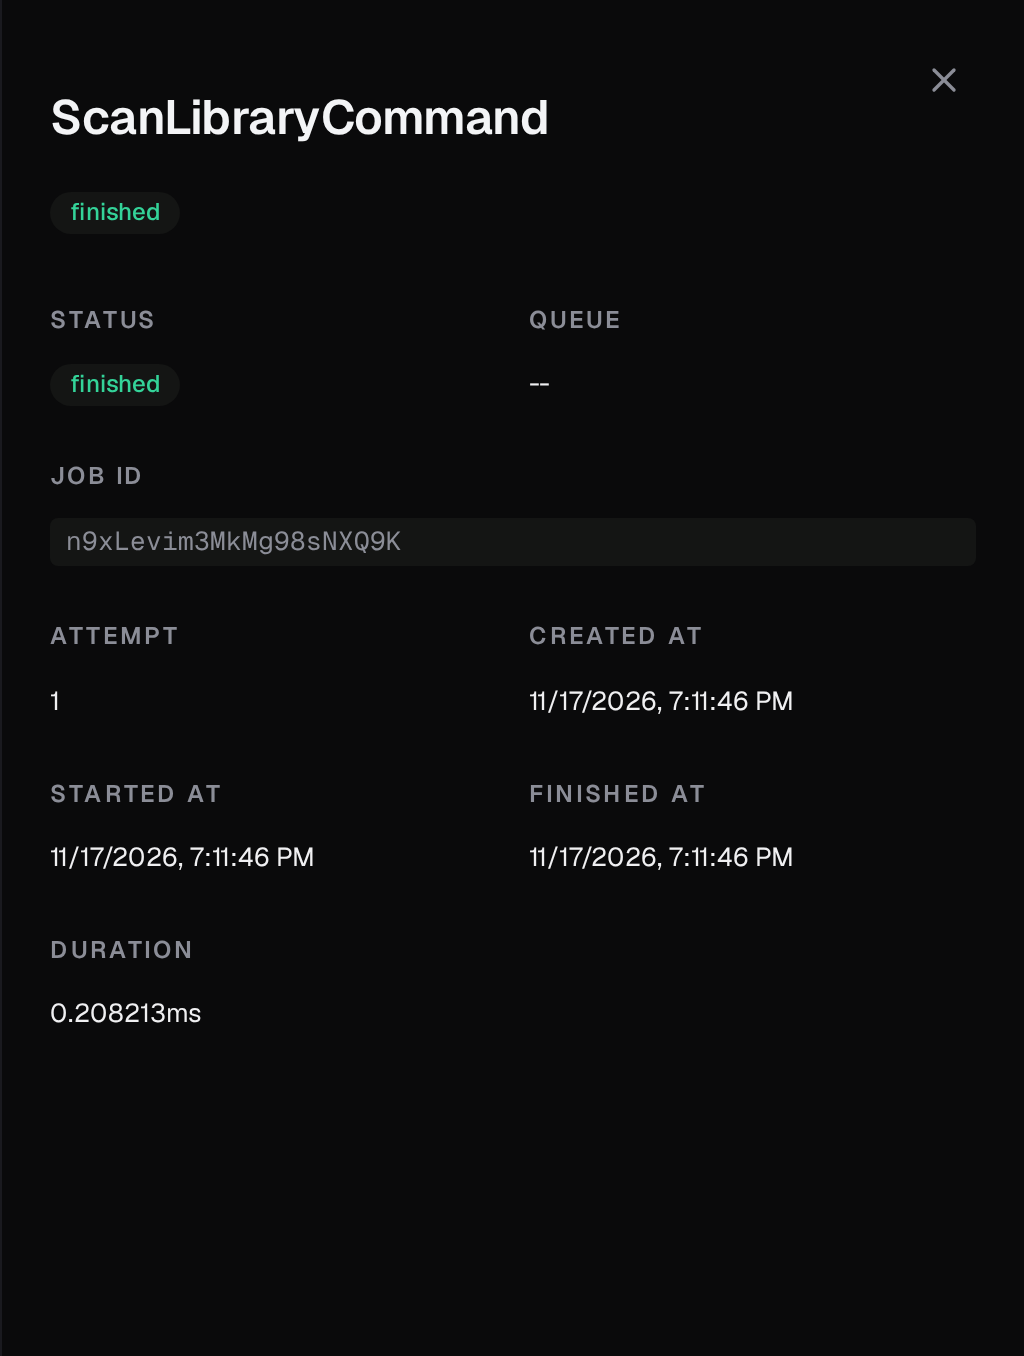 ScanLibraryCommand
finished
STATUS QUEUE
finished --
JOB ID
n9xLevim3MkMg98sNXQ9K
ATTEMPT CREATED AT
1 11/17/2026, 7:11:46 PM
STARTED AT FINISHED AT
11/17/2026, 7:11:46 PM 11/17/2026, 7:11:46 PM
DURATION
0.208213ms